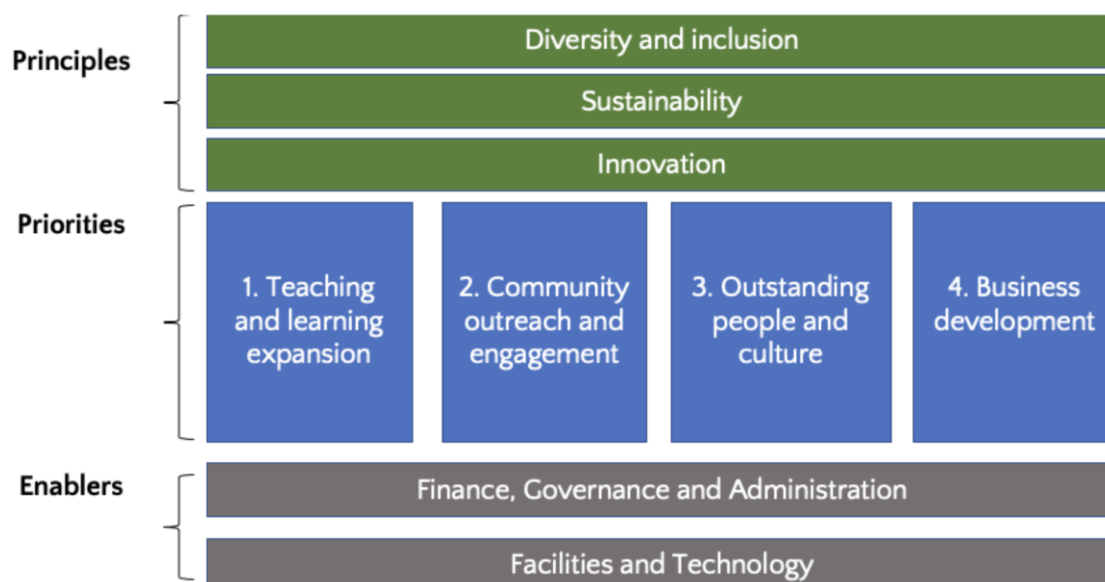 Principles
Diversity and inclusion
Sustainability
Innovation
Priorities
1. Teaching
and learning
expansion
2. Community
outreach and
engagement
3. Outstanding
people and
culture
4. Business
development
Enablers
Finance, Governance and Administration
Facilities and Technology